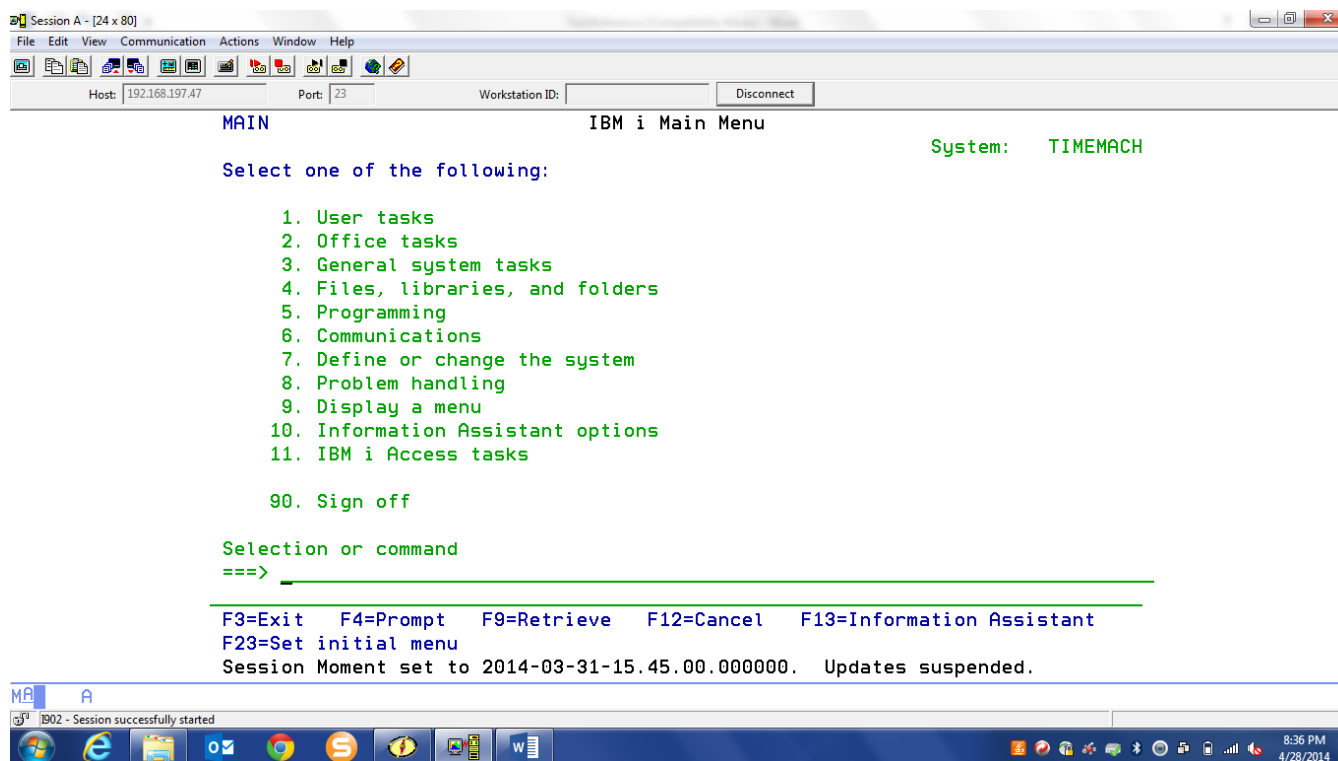 Session A - [24 x 80]
File Edit View Communication Actions Window Help
Host: 192.168.197.47 Port: 23 Workstation ID: Disconnect
MAIN IBM i Main Menu
System: TIMEMACH
Select one of the following:
1. User tasks
2. Office tasks
3. General system tasks
4. Files, libraries, and folders
5. Programming
6. Communications
7. Define or change the system
8. Problem handling
9. Display a menu
10. Information Assistant options
11. IBM i Access tasks
90. Sign off
Selection or command
===>
F3=Exit F4=Prompt F9=Retrieve F12=Cancel F13=Information Assistant
F23=Set initial menu
Session Moment set to 2014-03-31-15.45.00.000000. Updates suspended.
MA A
I902 - Session successfully started
8:36 PM
4/28/2014